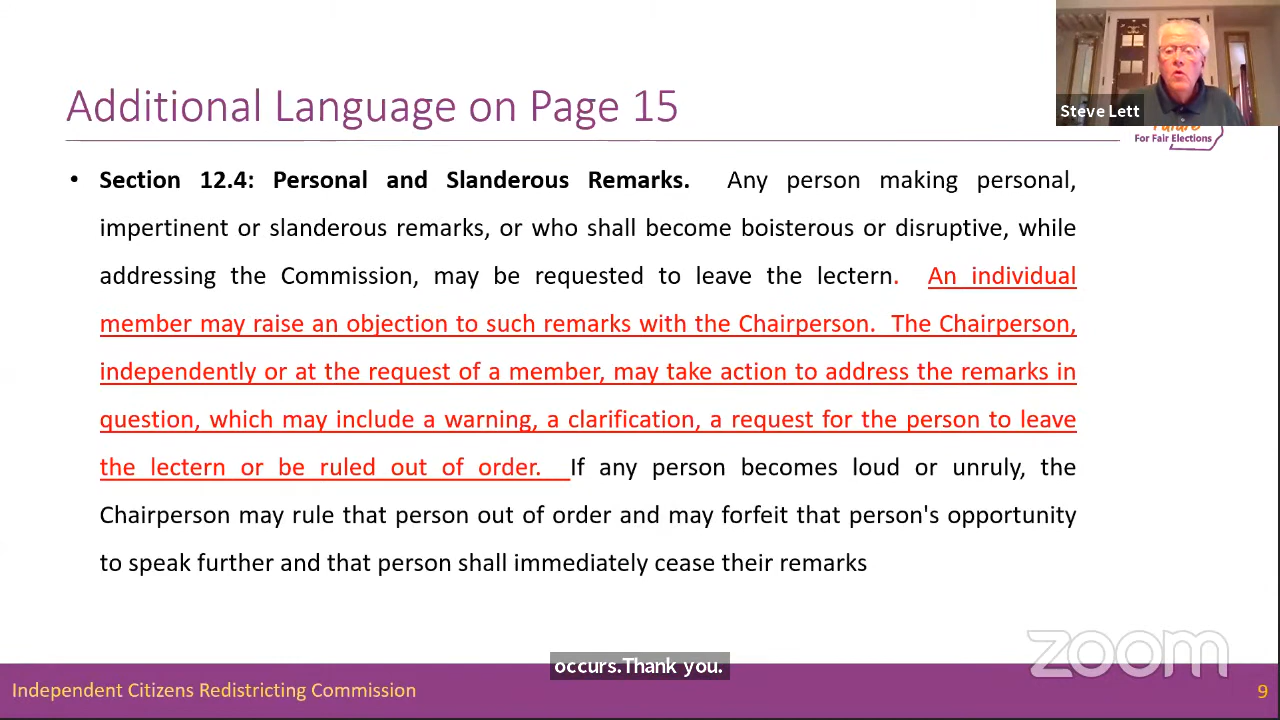 Additional Language on Page 15
Steve Lett
Future
For Fair Elections
• Section 12.4: Personal and Slanderous Remarks. Any person making personal,
impertinent or slanderous remarks, or who shall become boisterous or disruptive, while
addressing the Commission, may be requested to leave the lectern. An individual
member may raise an objection to such remarks with the Chairperson. The Chairperson,
independently or at the request of a member, may take action to address the remarks in
question, which may include a warning, a clarification, a request for the person to leave
the lectern or be ruled out of order. If any person becomes loud or unruly, the
Chairperson may rule that person out of order and may forfeit that person's opportunity
to speak further and that person shall immediately cease their remarks
zoom
occurs.Thank you.
Independent Citizens Redistricting Commission
9